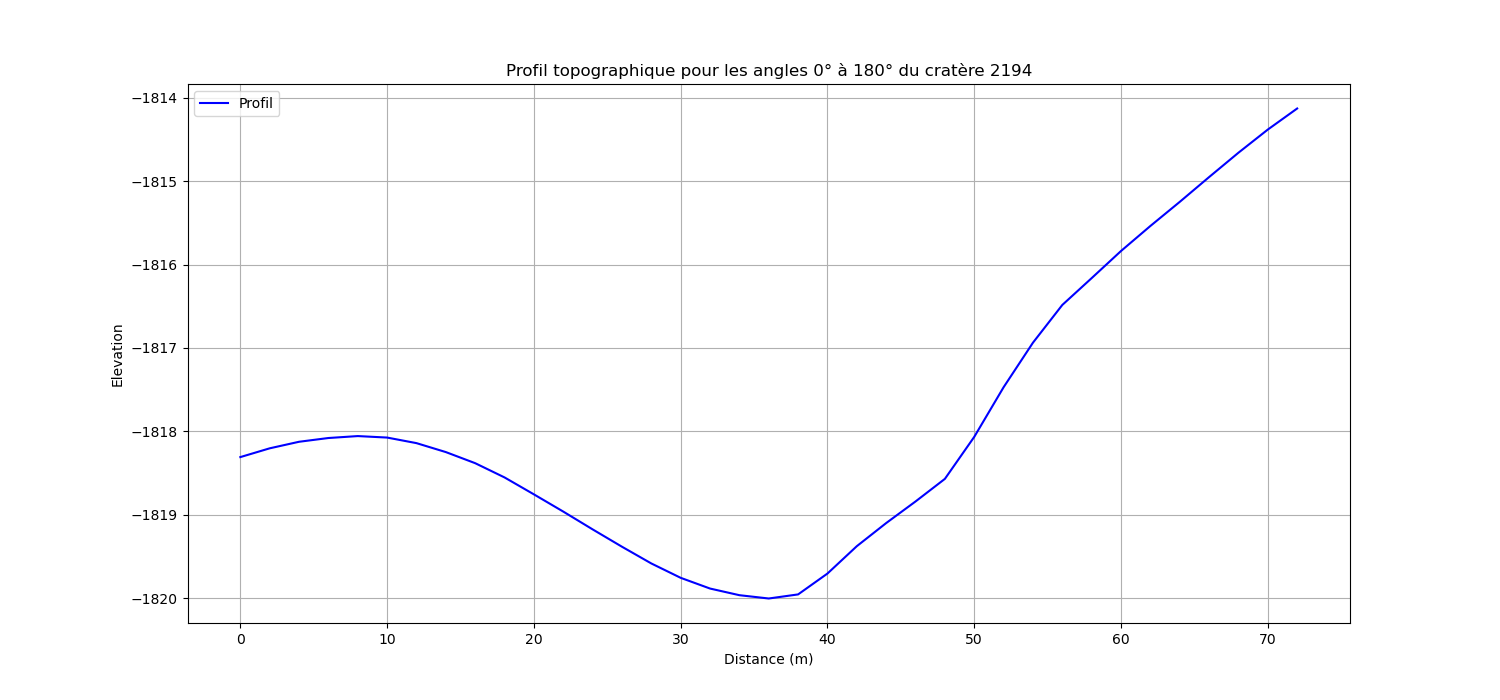 Profil topographique pour les angles 0° à 180° du cratère 2194
Profil
−1814
−1815
−1816
−1817
−1818
−1819
−1820
Elevation
0 10 20 30 40 50 60 70
Distance (m)